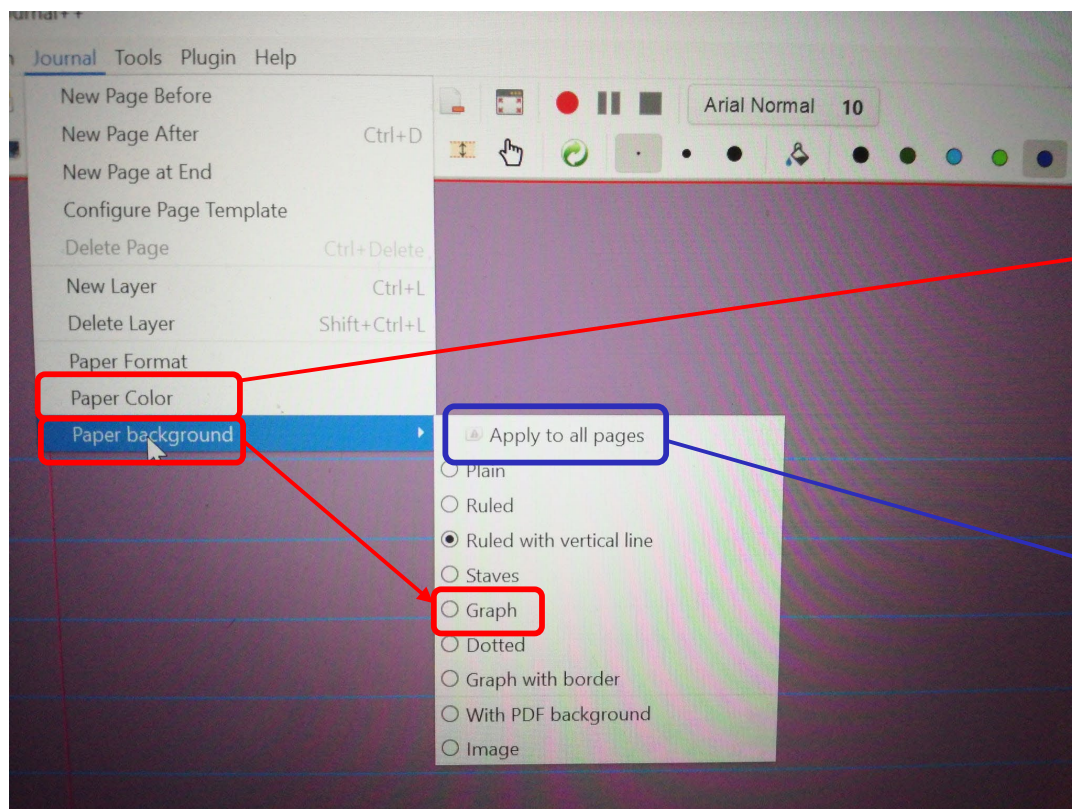 Journal Tools Plugin Help
New Page Before
New Page After Ctrl+D
New Page at End
Configure Page Template
Delete Page Ctrl+Delete
New Layer Ctrl+L
Delete Layer Shift+Ctrl+L
Paper Format
Paper Color
Paper background
Arial Normal 10
Apply to all pages
Plain
Ruled
Ruled with vertical line
Staves
Graph
Dotted
Graph with border
With PDF background
Image